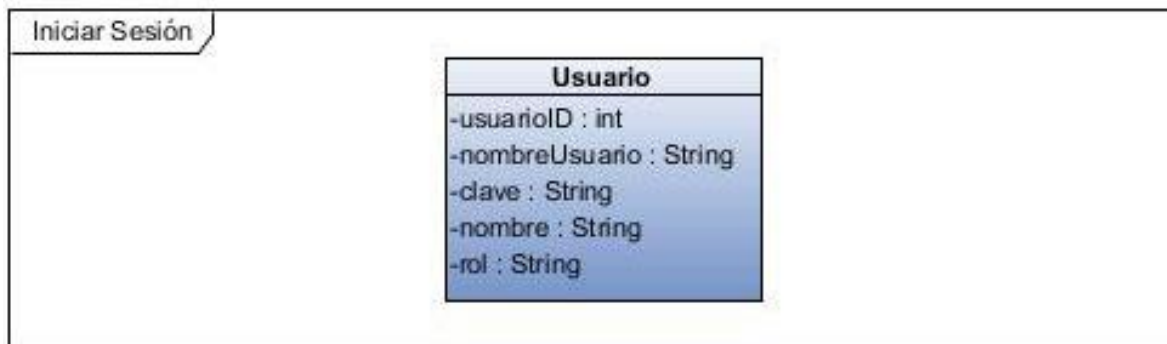 Iniciar Sesión
Usuario
-usuarioID : int
-nombreUsuario : String
-clave : String
-nombre : String
-rol : String